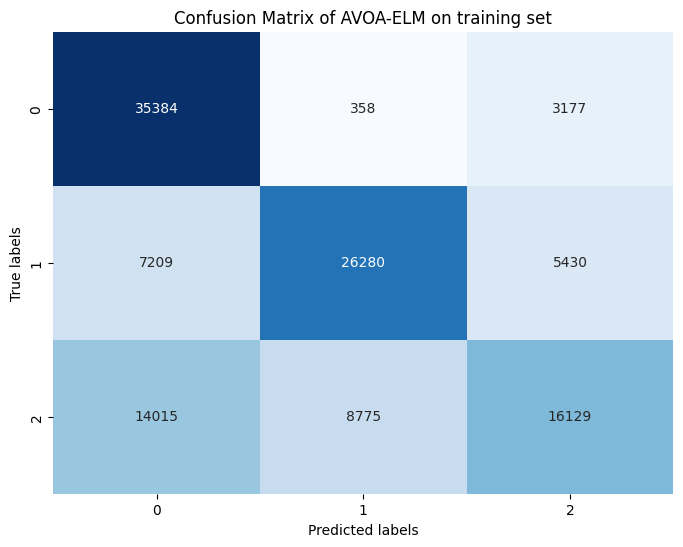 Confusion Matrix of AVOA-ELM on training set
True labels
0
35384 358 3177
1
7209 26280 5430
2
14015 8775 16129
0 1 2
Predicted labels